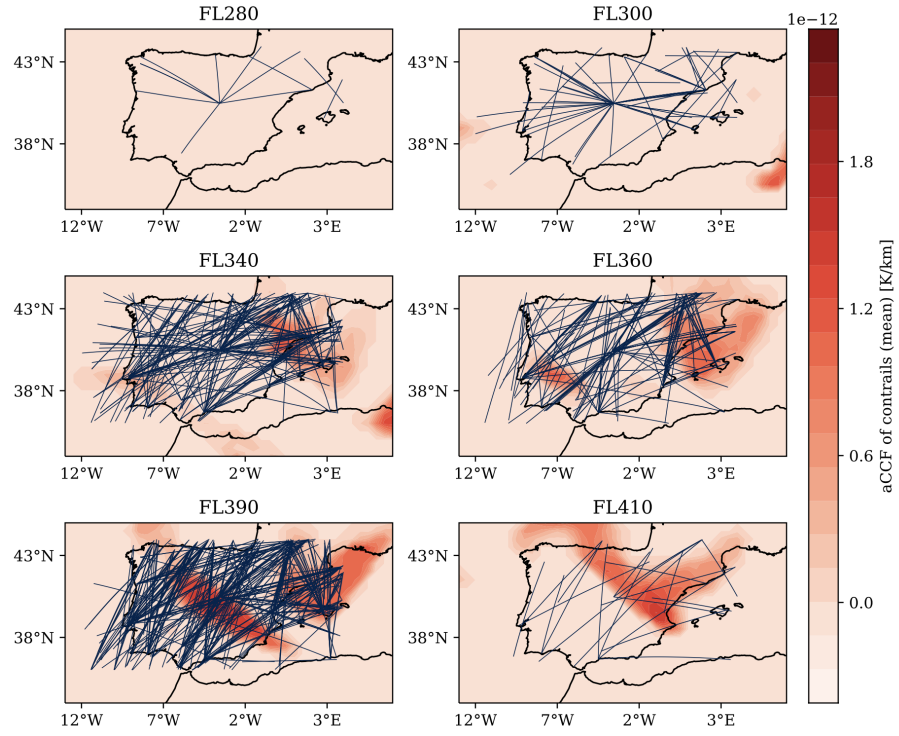 FL280
FL300
1e−12
43°N
38°N
12°W 7°W 2°W 3°E
43°N
38°N
12°W 7°W 2°W 3°E
FL340
FL360
43°N
38°N
12°W 7°W 2°W 3°E
43°N
38°N
12°W 7°W 2°W 3°E
FL390
FL410
43°N
38°N
12°W 7°W 2°W 3°E
43°N
38°N
12°W 7°W 2°W 3°E
1.8
1.2
0.6
0.0
aCCF of contrails (mean) [K/km]